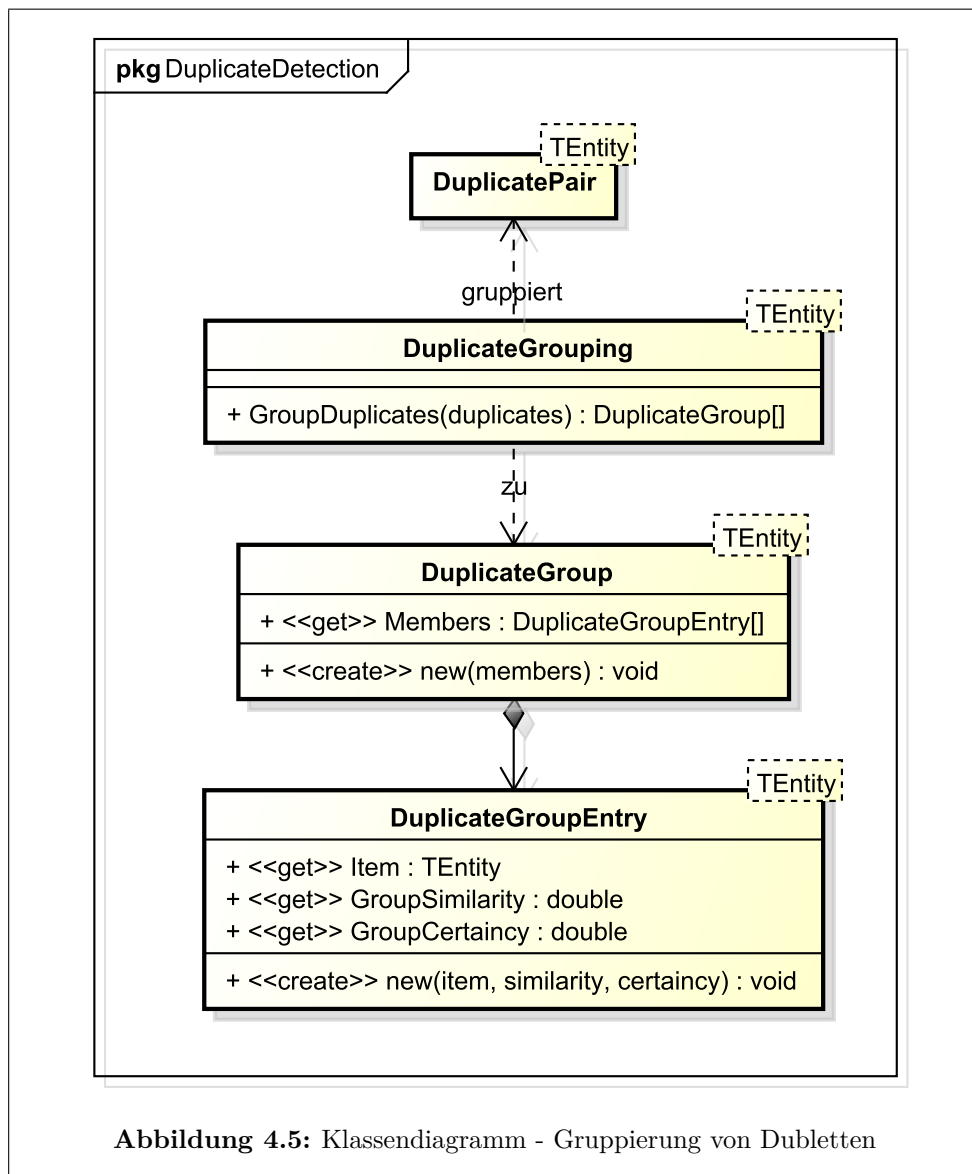 pkg DuplicateDetection
TEntity
DuplicatePair
gruppiert
TEntity
DuplicateGrouping
+ GroupDuplicates(duplicates) : DuplicateGroup[]
zu
TEntity
DuplicateGroup
+ <<get>> Members : DuplicateGroupEntry[]
+ <<create>> new(members) : void
TEntity
DuplicateGroupEntry
+ <<get>> Item : TEntity
+ <<get>> GroupSimilarity : double
+ <<get>> GroupCertaincy : double
+ <<create>> new(item, similarity, certaincy) : void
Abbildung 4.5: Klassendiagramm - Gruppierung von Dubletten